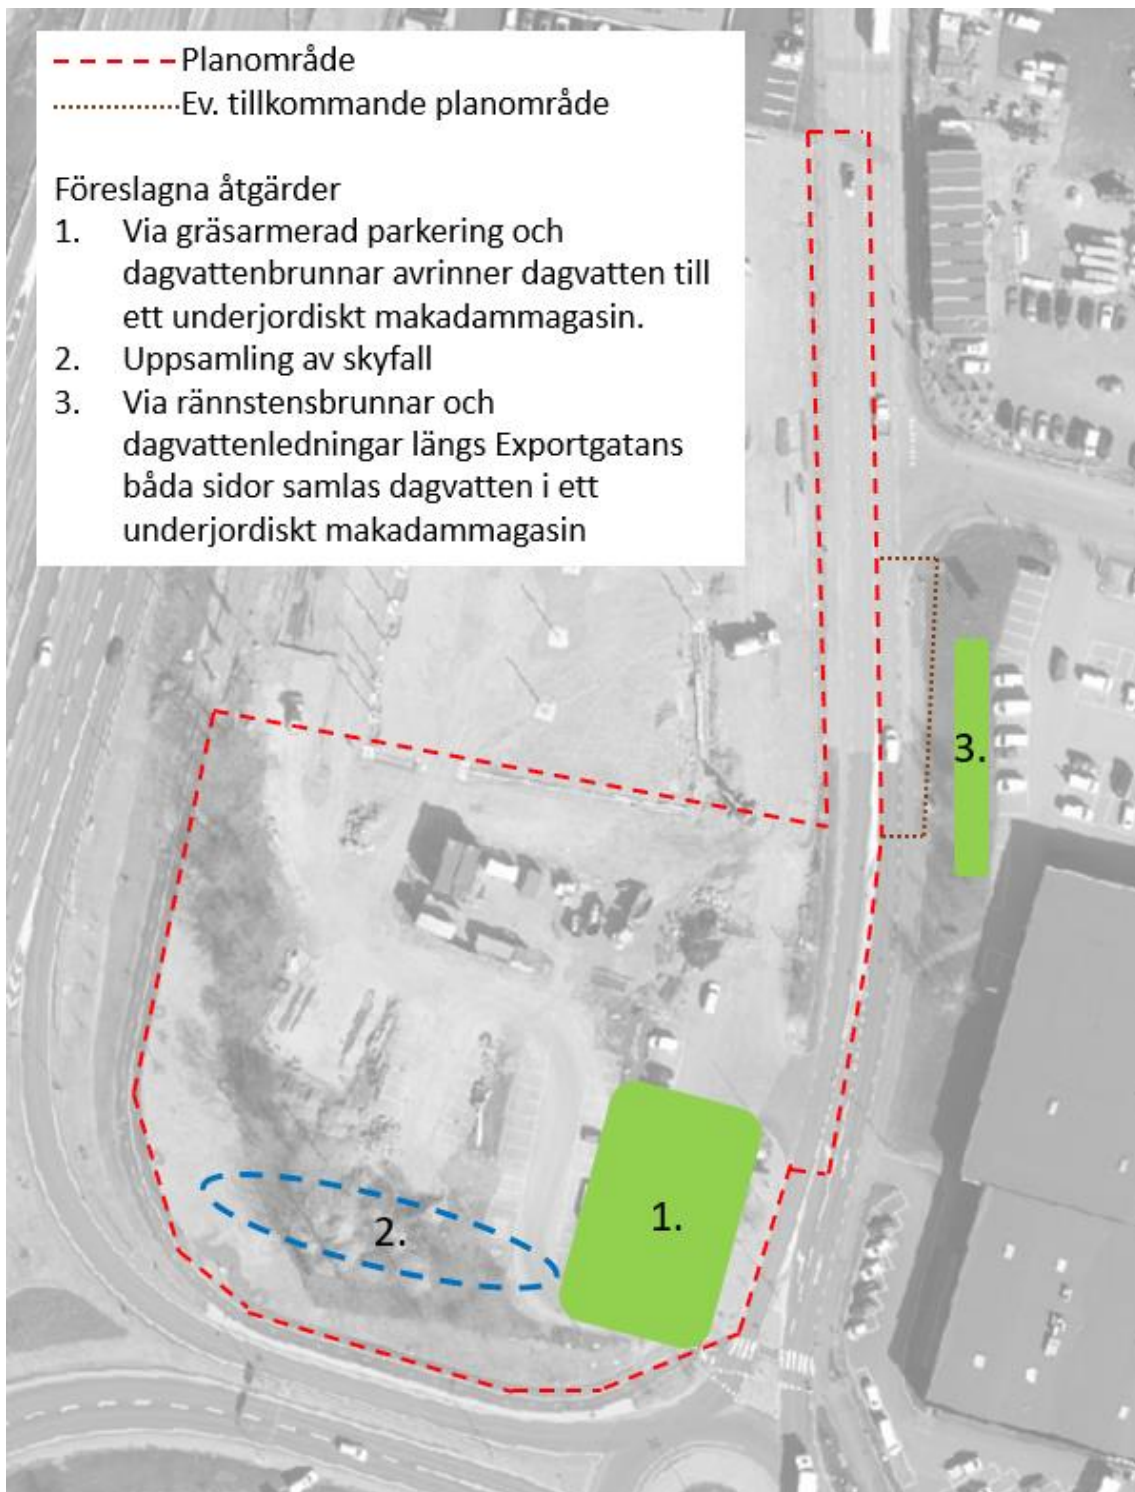 Planområde
Ev. tillkommande planområde
Föreslagna åtgärder
1. Via gräsarmerad parkering och
dagvattenbrunnar avrinner dagvatten till
ett underjordiskt makadammagasin.
2. Uppsamling av skyfall
3. Via rännstensbrunnar och
dagvattenledningar längs Exportgatans
båda sidor samlas dagvatten i ett
underjordiskt makadammagasin
3.
1.
2.